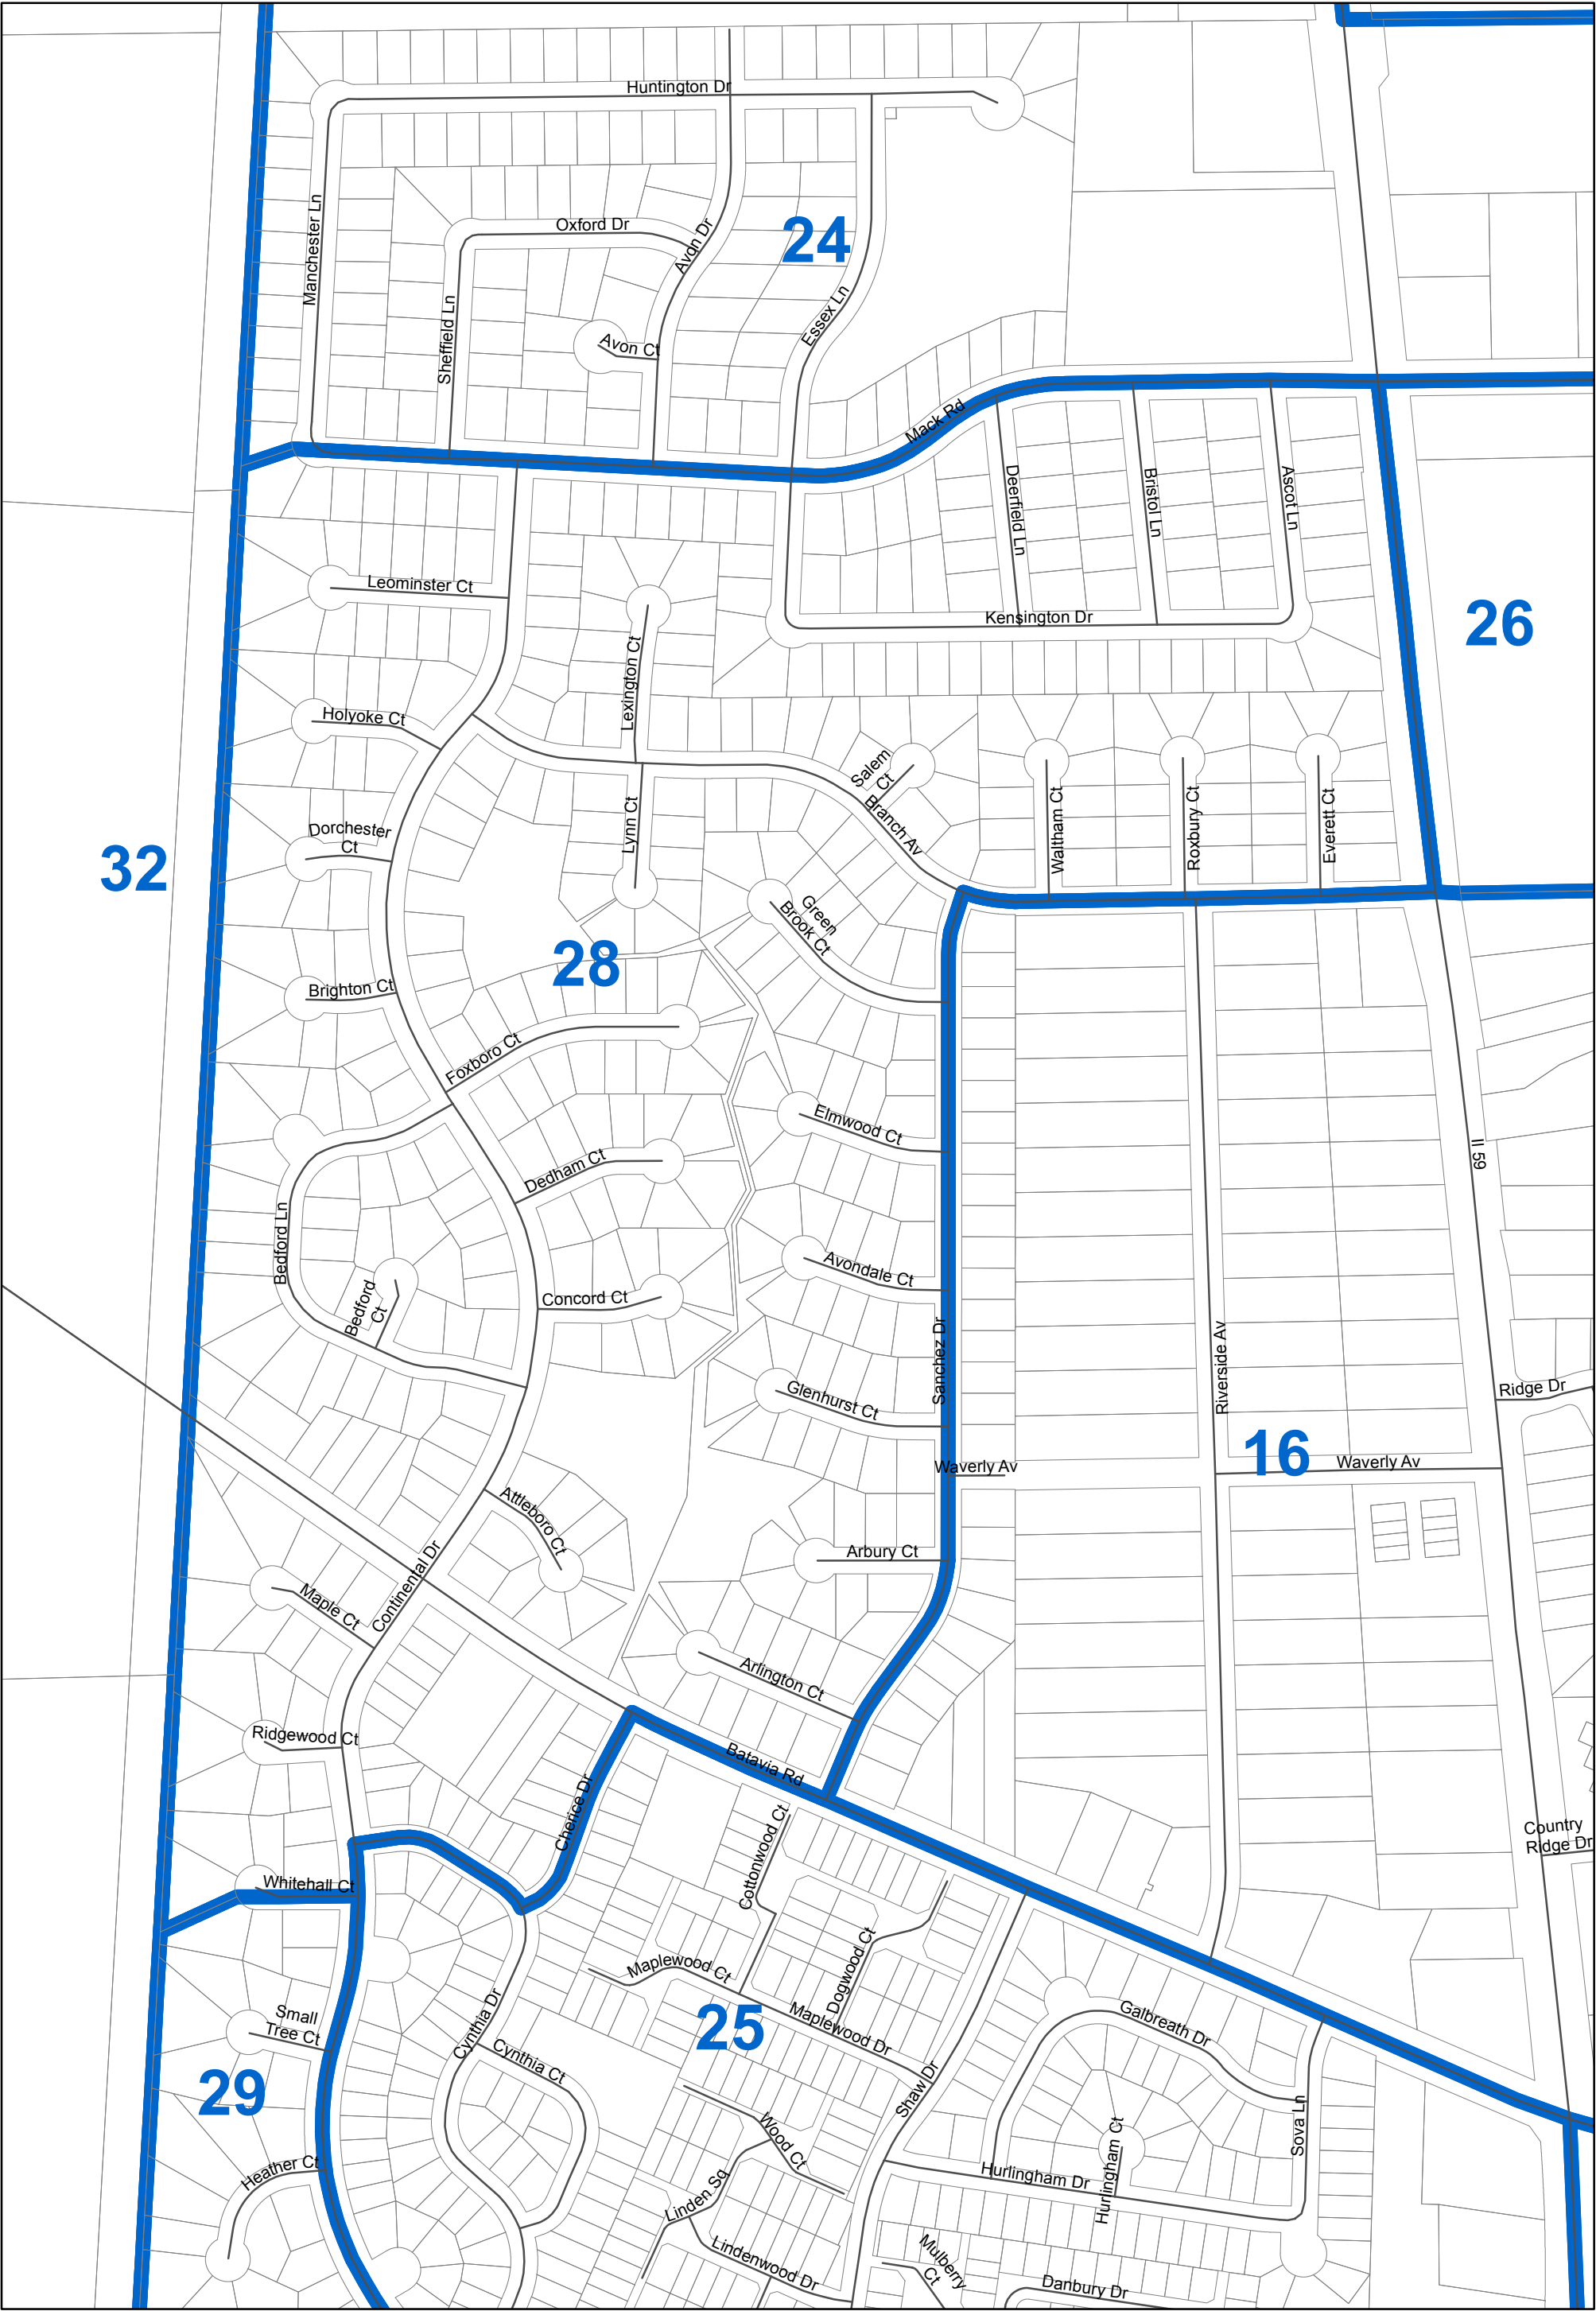 Huntington Dr
Manchester Ln
Oxford Dr
Avon Dr
24
Sheffield Ln
Avon Ct
Essex Ln
Mack Rd
Deerfield Ln
Bristol Ln
Ascot Ln
Leominster Ct
Kensington Dr
26
Lexington Ct
Holyoke Ct
Salem
Ct
Branch Av
Lynn Ct
Waltham Ct
Roxbury Ct
Everett Ct
Dorchester
Ct
32
Green
Brook Ct
28
Brighton Ct
Foxboro Ct
Elmwood Ct
Il 59
Dedham Ct
Bedford Ln
Avondale Ct
Bedford
Ct
Concord Ct
Sanchez Dr
Riverside Av
Glenhurst Ct
Ridge Dr
16
Waverly Av
Waverly Av
Attleboro Ct
Arbury Ct
Continental Dr
Maple Ct
Arlington Ct
Ridgewood Ct
Batavia Rd
Cherice Dr
Cottonwood Ct
Country
Ridge Dr
Whitehall Ct
Maplewood Ct
Dogwood Ct
Small
Tree Ct
Cynthia Dr
25
Maplewood Dr
Galbreath Dr
Cynthia Ct
29
Shaw Dr
Wood Ct
Sova Ln
Heather Ct
Hurlingham Dr
Hurlingham Ct
Linden Sq
Lindenwood Dr
Mulberry
Ct
Danbury Dr